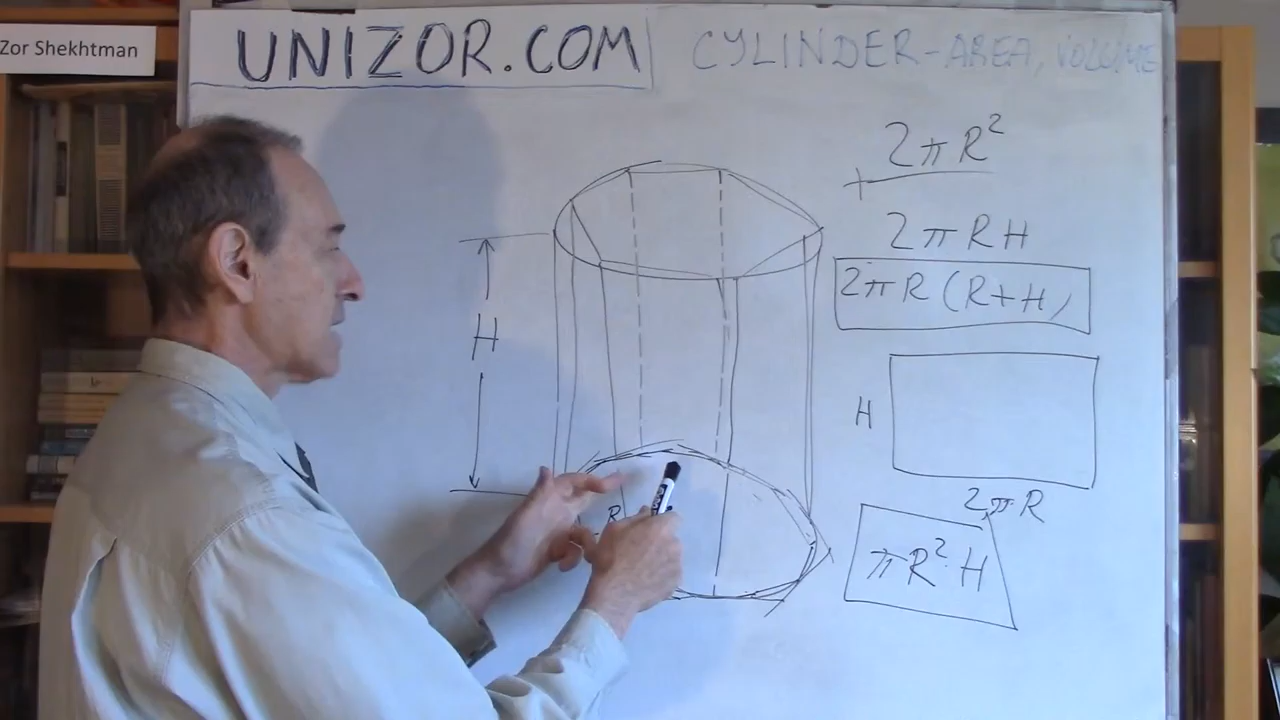 Zor Shekhtman
UNIZOR.COM
CYLINDER-AREA, VOLUME
2πR²
+
2πRH
2πR(R+H)
H
H
2πR
R
πR²·H